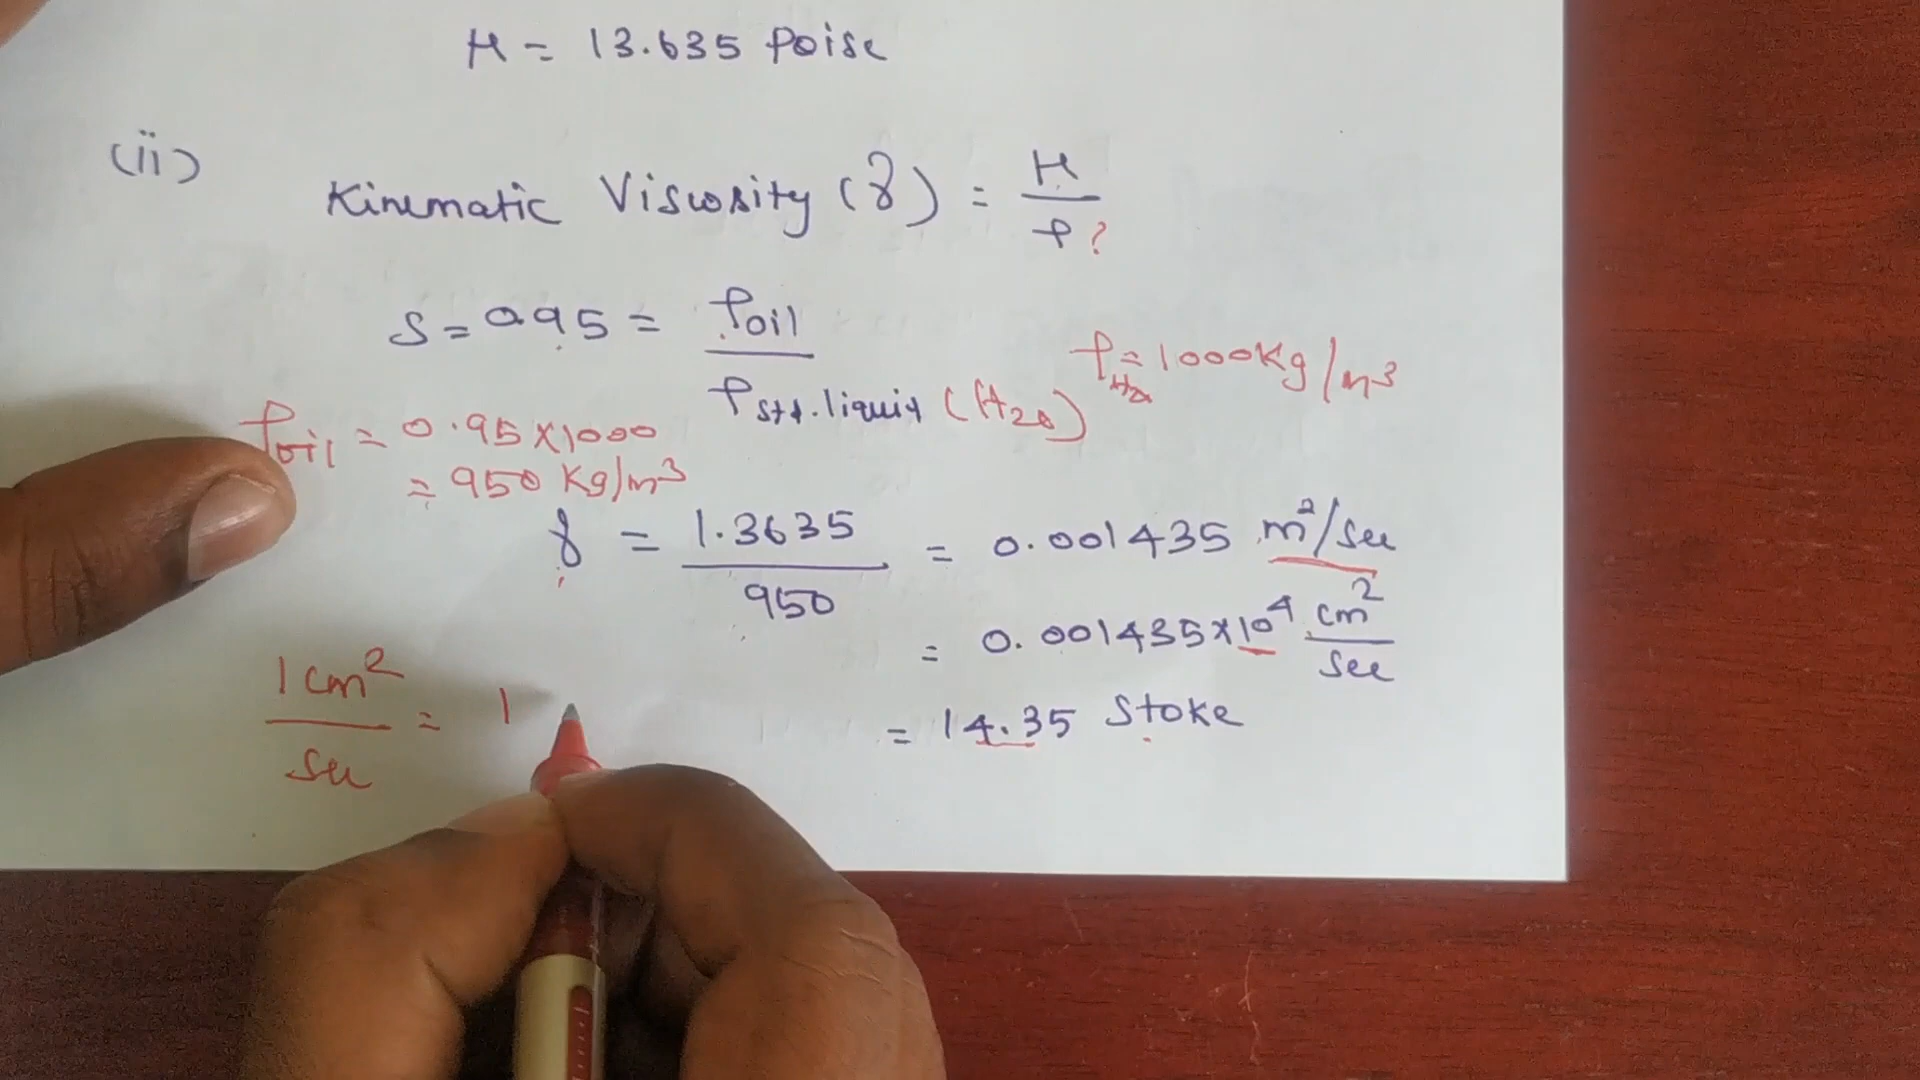 μ = 13.635 Poise
(ii)
Kinematic Viscosity (γ) = μ / ρ ?
S = 0.95 = ρoil / ρstd. liquid (H2O)
ρH2O = 1000 Kg/m³
ρoil = 0.95 × 1000
= 950 Kg/m³
γ = 1.3635 / 950 = 0.001435 m²/sec
= 0.001435 × 10⁴ cm²/sec
= 14.35 Stoke
1 cm²/sec = 1